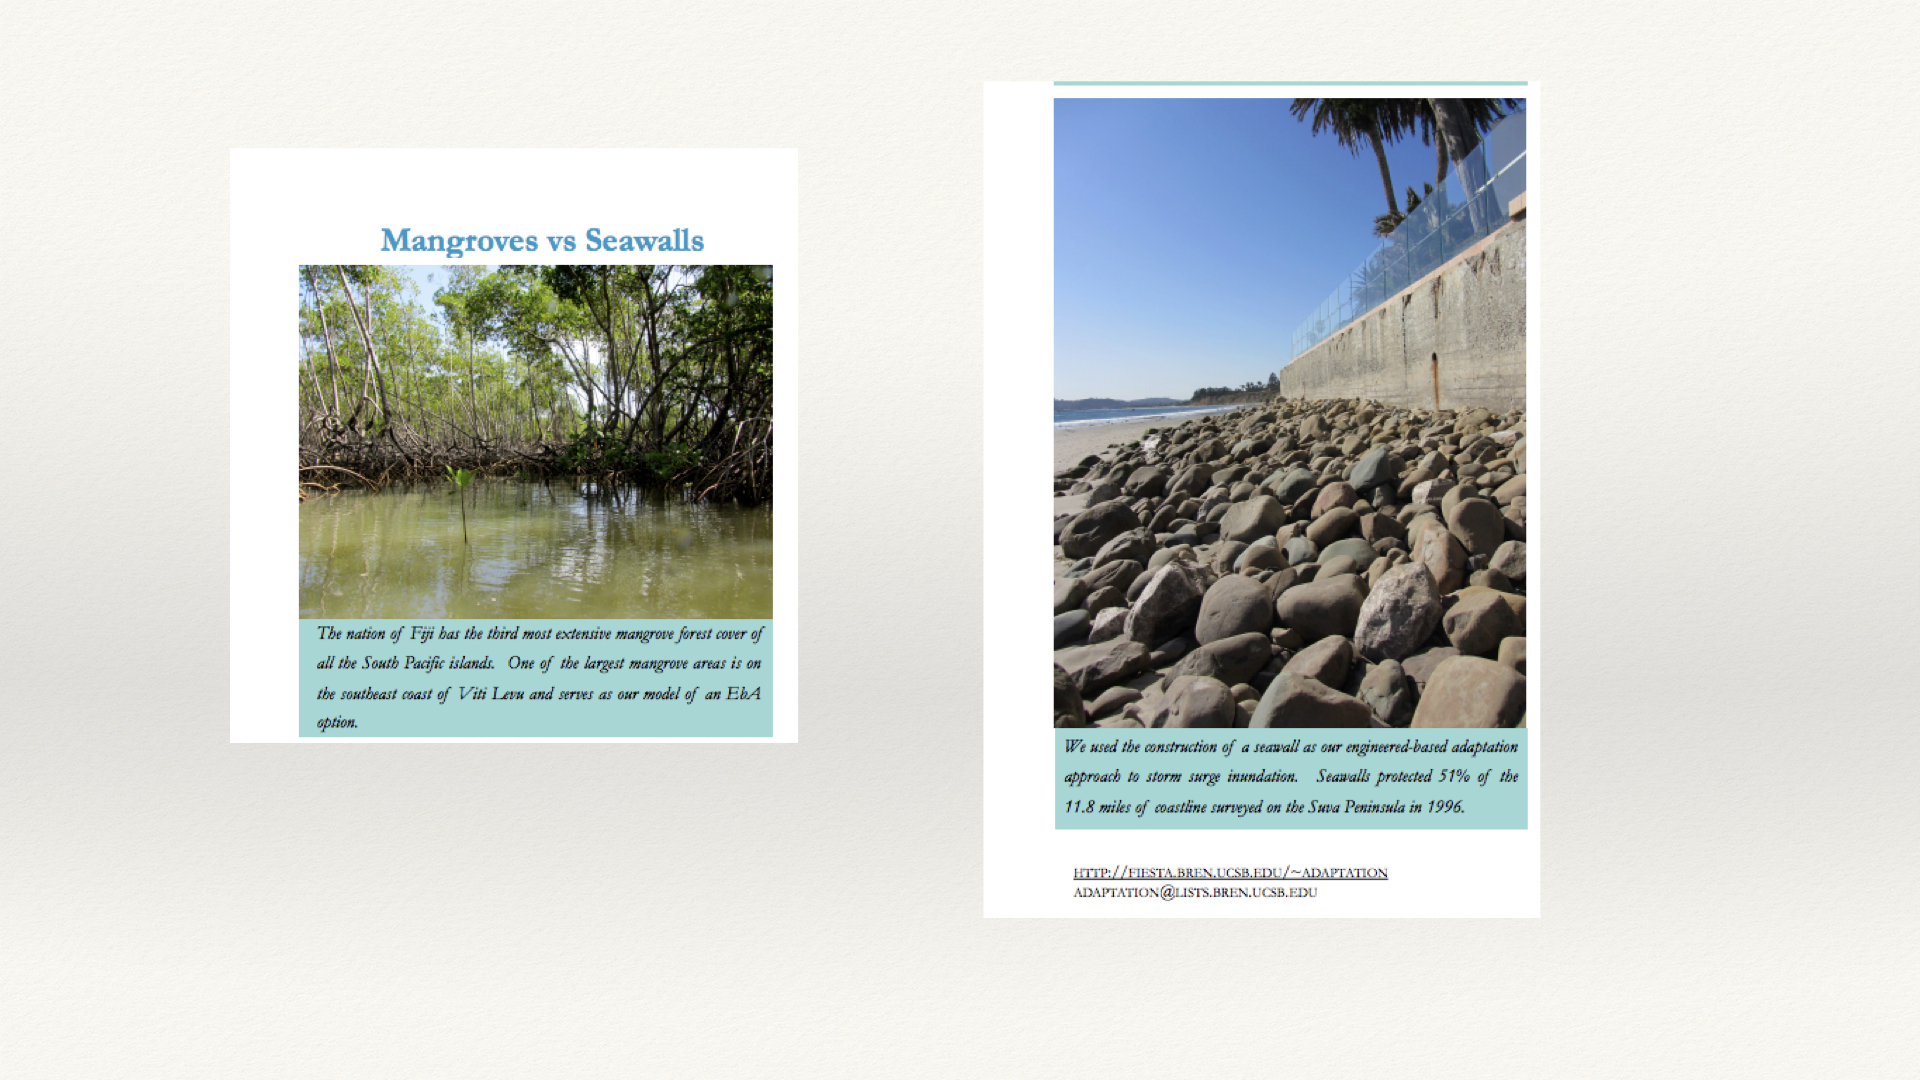 Mangroves vs Seawalls
The nation of Fiji has the third most extensive mangrove forest cover of
all the South Pacific islands. One of the largest mangrove areas is on
the southeast coast of Viti Levu and serves as our model of an EbA
option.
We used the construction of a seawall as our engineered-based adaptation
approach to storm surge inundation. Seawalls protected 51% of the
11.8 miles of coastline surveyed on the Suva Peninsula in 1996.
HTTP://FIESTA.BREN.UCSB.EDU/~ADAPTATION
ADAPTATION@LISTS.BREN.UCSB.EDU